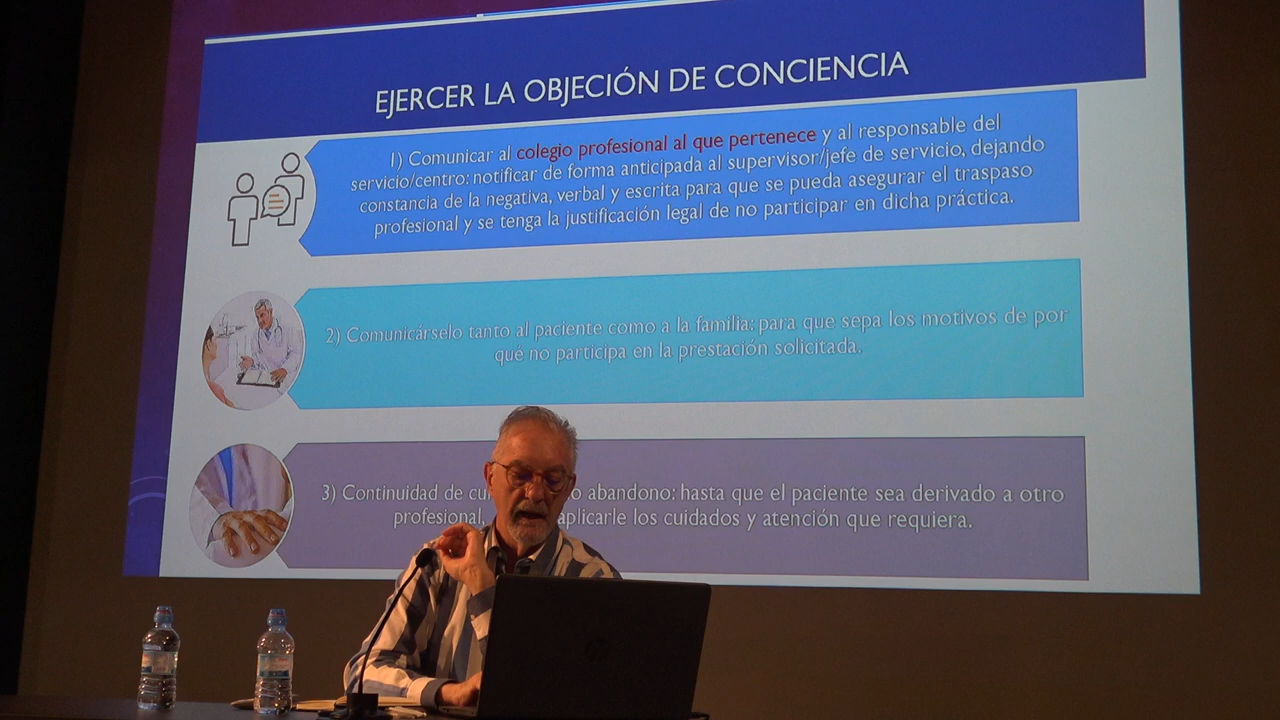 EJERCER LA OBJECIÓN DE CONCIENCIA
1) Comunicar al colegio profesional al que pertenece y al responsable del
servicio/centro: notificar de forma anticipada al supervisor/jefe de servicio, dejando
constancia de la negativa, verbal y escrita para que se pueda asegurar el traspaso
profesional y se tenga la justificación legal de no participar en dicha práctica.
2) Comunicárselo tanto al paciente como a la familia: para que sepa los motivos de por
qué no participa en la prestación solicitada.
3) Continuidad de abandono: hasta que el paciente sea derivado a otro
profesional, aplicarle los cuidados y atención que requiera.